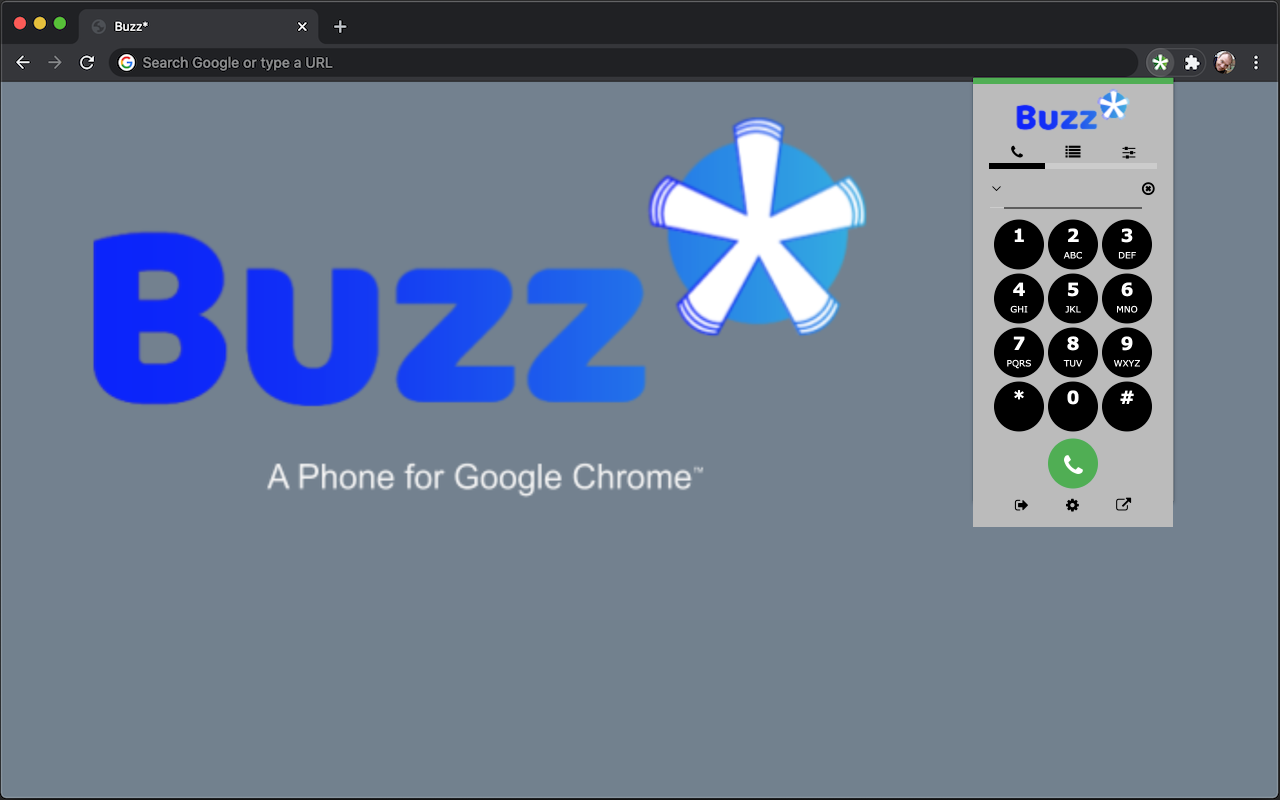 Buzz*
Search Google or type a URL
Buzz
A Phone for Google Chrome™
Buzz
1 2 3
ABC DEF
4 5 6
GHI JKL MNO
7 8 9
PQRS TUV WXYZ
* 0 #